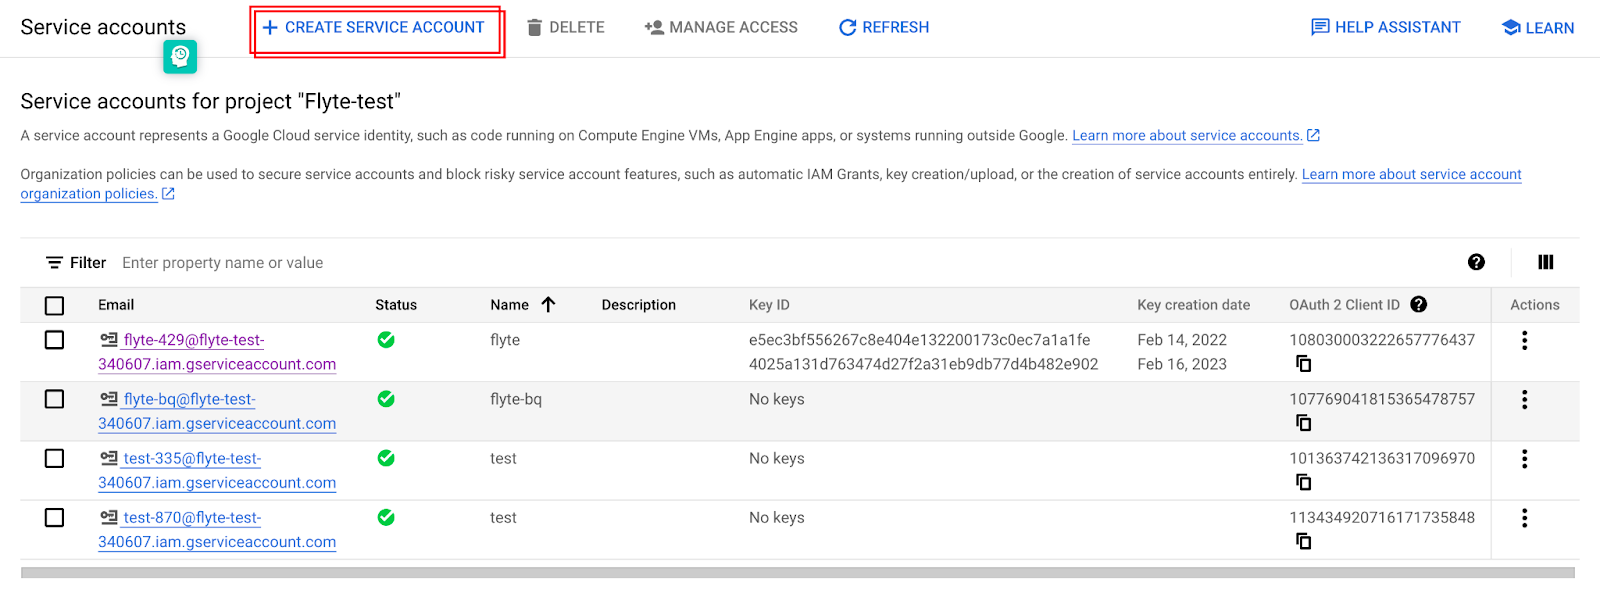 Service accounts
CREATE SERVICE ACCOUNT
DELETE
MANAGE ACCESS
REFRESH
HELP ASSISTANT
LEARN
Service accounts for project "Flyte-test"
A service account represents a Google Cloud service identity, such as code running on Compute Engine VMs, App Engine apps, or systems running outside Google. Learn more about service accounts.
Organization policies can be used to secure service accounts and block risky service account features, such as automatic IAM Grants, key creation/upload, or the creation of service accounts entirely. Learn more about service account
organization policies.
Filter Enter property name or value
Email Status Name Description Key ID Key creation date OAuth 2 Client ID Actions
flyte-429@flyte-test- flyte e5ec3bf556267c8e404e132200173c0ec7a1a1fe Feb 14, 2022 108030003222657776437
340607.iam.gserviceaccount.com 4025a131d763474d27f2a31eb9db77d4b482e902 Feb 16, 2023
flyte-bq@flyte-test- flyte-bq No keys 107769041815365478757
340607.iam.gserviceaccount.com
test-335@flyte-test- test No keys 101363742136317096970
340607.iam.gserviceaccount.com
test-870@flyte-test- test No keys 113434920716171735848
340607.iam.gserviceaccount.com